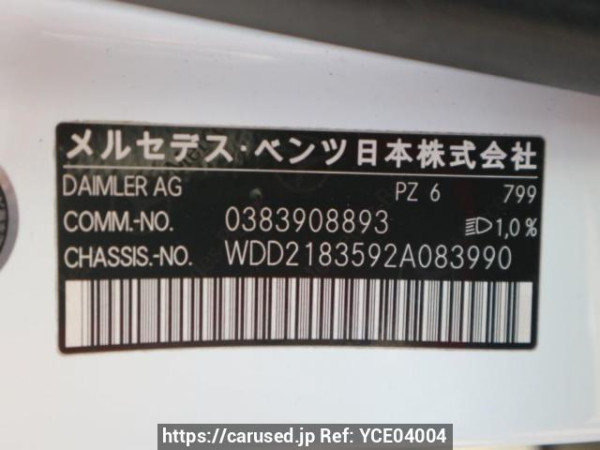 メルセデス・ベンツ日本株式会社
DAIMLER AG PZ 6 799
COMM.-NO. 0383908893 1,0%
CHASSIS.-NO. WDD2183592A083990
https://carused.jp Ref: YCE04004